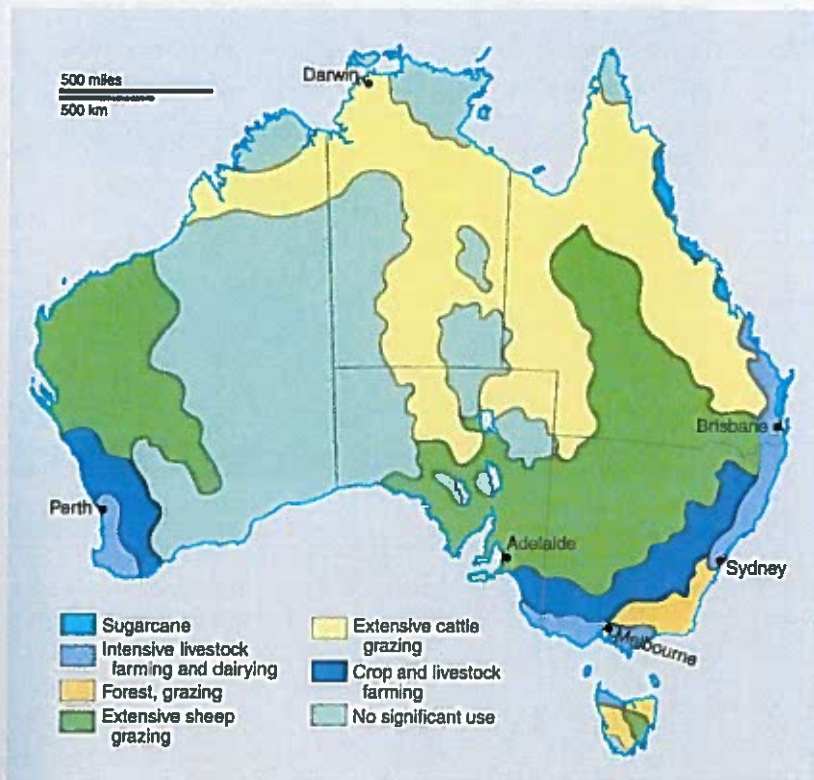 500 miles
500 km
Darwin
Brisbane
Perth
Adelaide
Sydney
Melbourne
Sugarcane
Intensive livestock
farming and dairying
Forest, grazing
Extensive sheep
grazing
Extensive cattle
grazing
Crop and livestock
farming
No significant use